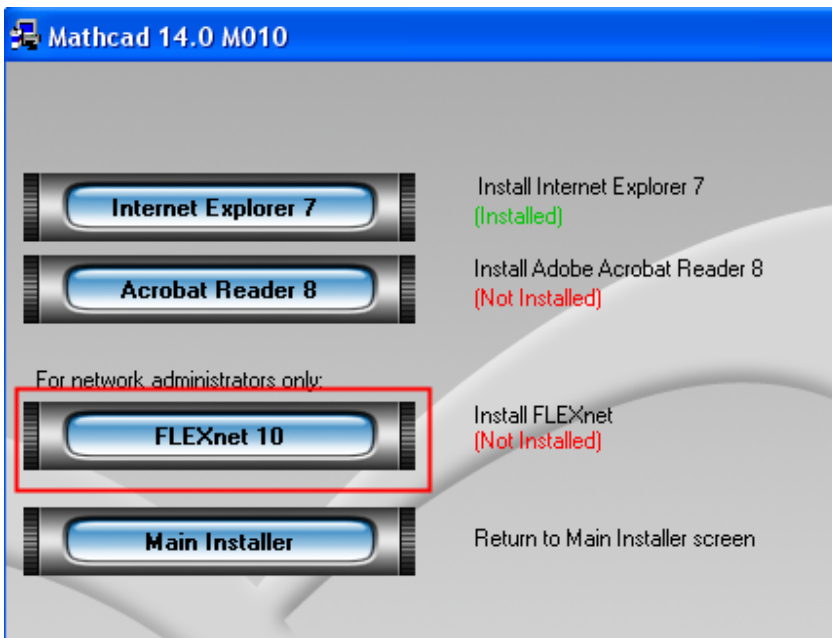 Mathcad 14.0 M010
Internet Explorer 7
Install Internet Explorer 7
(Installed)
Acrobat Reader 8
Install Adobe Acrobat Reader 8
(Not Installed)
For network administrators only:
FLEXnet 10
Install FLEXnet
(Not Installed)
Main Installer
Return to Main Installer screen